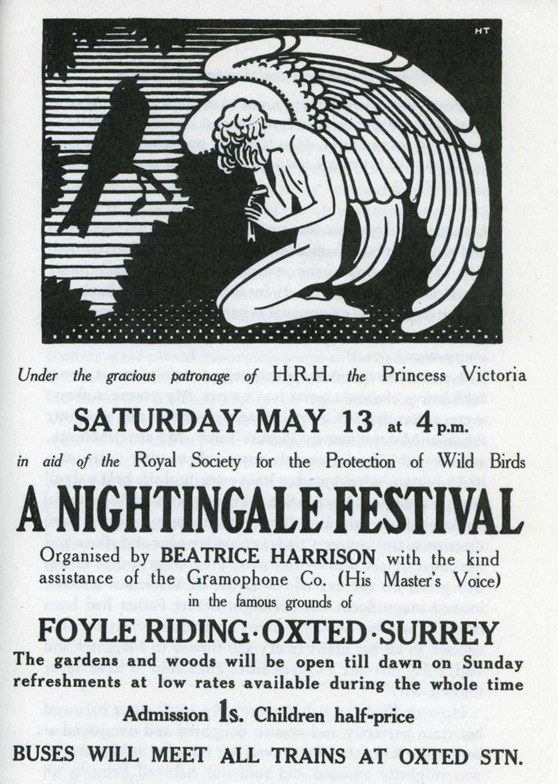 HT
Under the gracious patronage of H.R.H. the Princess Victoria
SATURDAY MAY 13 at 4 p.m.
in aid of the Royal Society for the Protection of Wild Birds
A NIGHTINGALE FESTIVAL
Organised by BEATRICE HARRISON with the kind
assistance of the Gramophone Co. (His Master's Voice)
in the famous grounds of
FOYLE RIDING·OXTED·SURREY
The gardens and woods will be open till dawn on Sunday
refreshments at low rates available during the whole time
Admission 1s. Children half-price
BUSES WILL MEET ALL TRAINS AT OXTED STN.